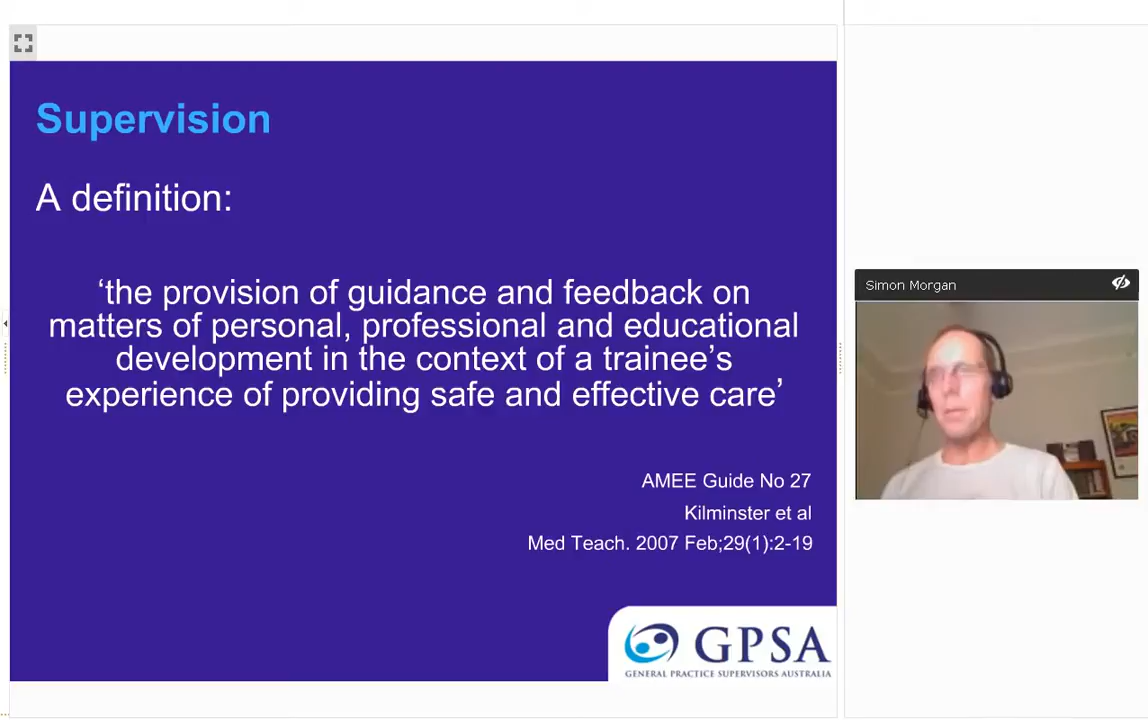 Supervision
A definition:
‘the provision of guidance and feedback on
matters of personal, professional and educational
development in the context of a trainee’s
experience of providing safe and effective care’
AMEE Guide No 27
Kilminster et al
Med Teach. 2007 Feb;29(1):2-19
GPSA
GENERAL PRACTICE SUPERVISORS AUSTRALIA
Simon Morgan